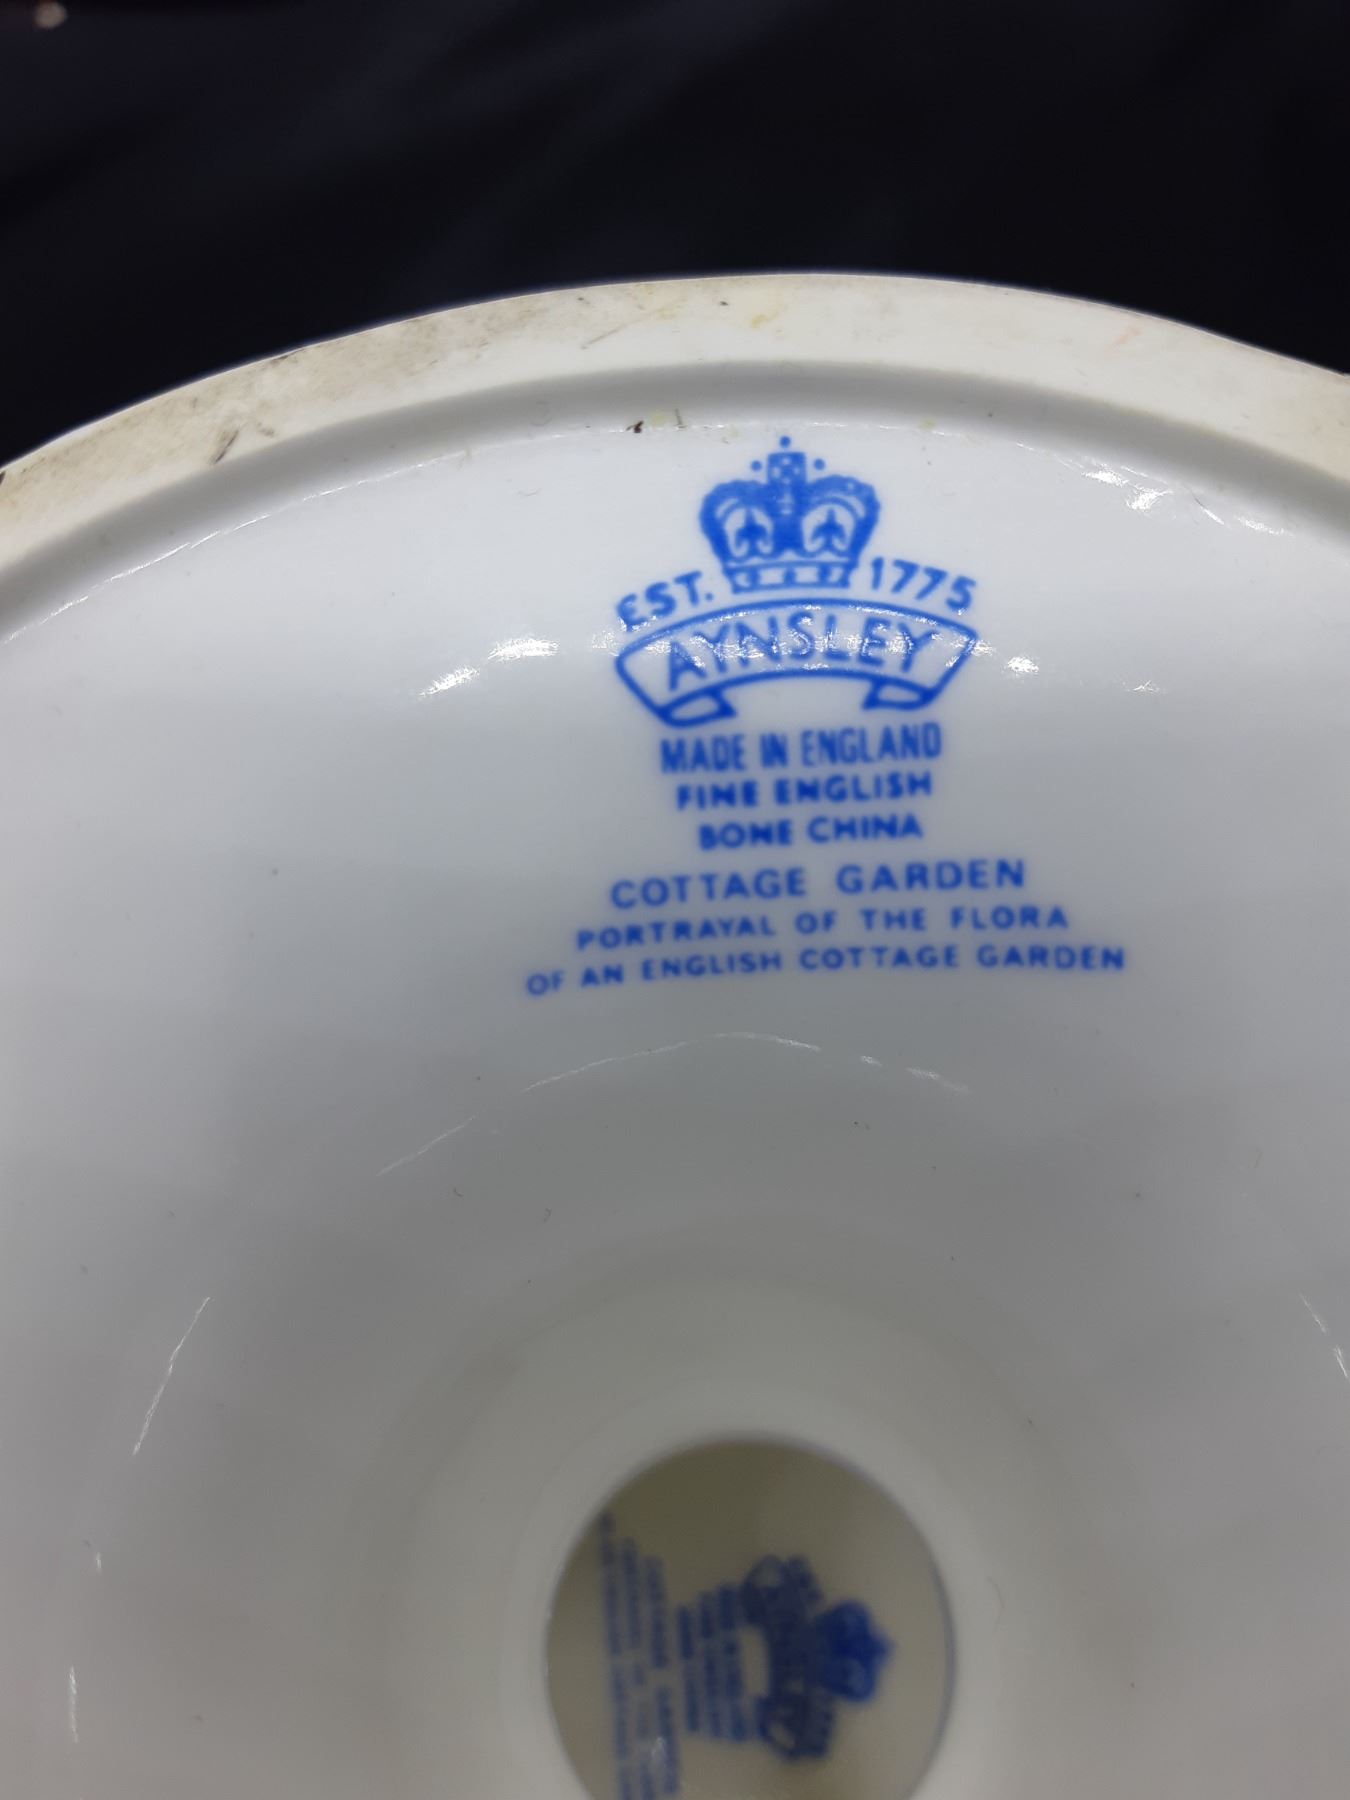 EST. 1775
AYNSLEY
MADE IN ENGLAND
FINE ENGLISH
BONE CHINA
COTTAGE GARDEN
PORTRAYAL OF THE FLORA
OF AN ENGLISH COTTAGE GARDEN